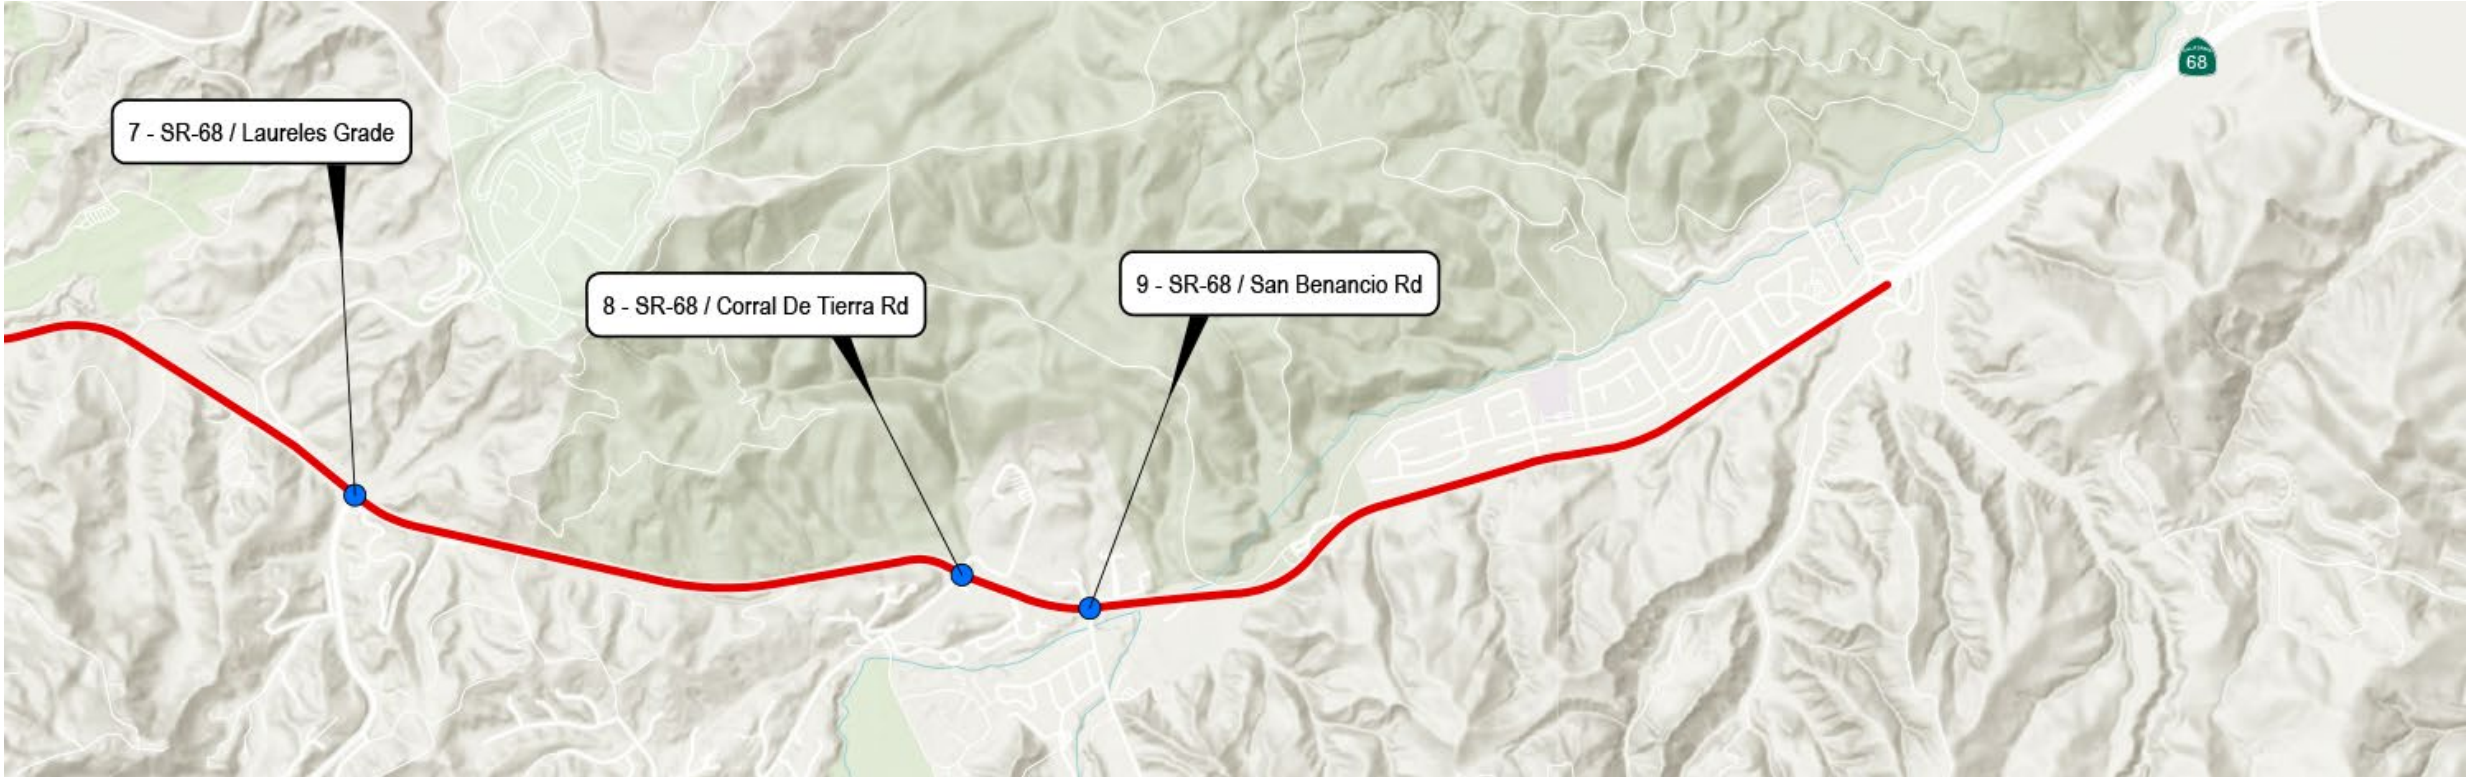 CALIFORNIA
68
7 - SR-68 / Laureles Grade
9 - SR-68 / San Benancio Rd
8 - SR-68 / Corral De Tierra Rd